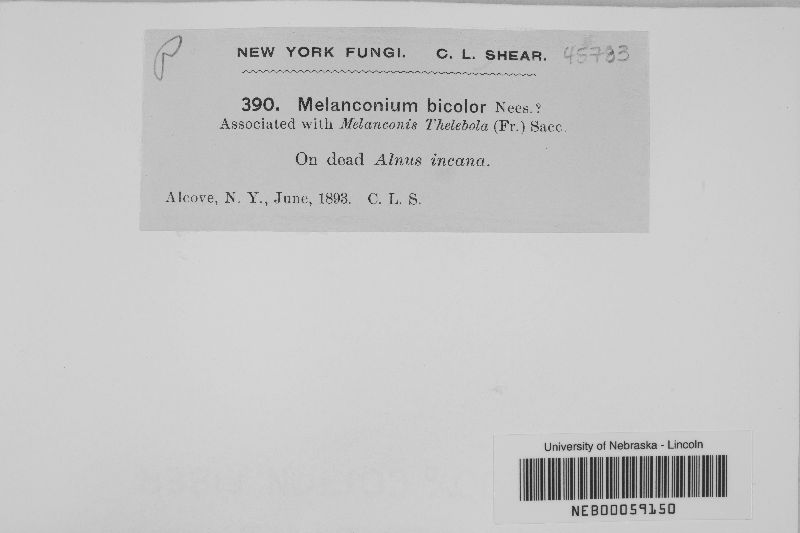 P
NEW YORK FUNGI. C. L. SHEAR. 45793
390. Melanconium bicolor Nees.?
Associated with Melanconis Thelebola (Fr.) Sacc.
On dead Alnus incana.
Alcove, N. Y., June, 1893. C. L. S.
University of Nebraska - Lincoln
NEB00059150